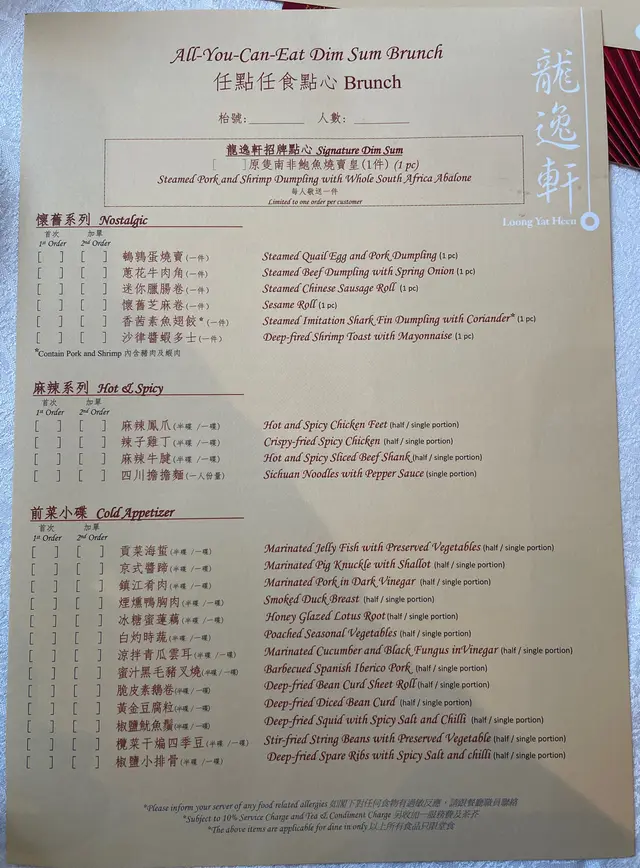 All-You-Can-Eat Dim Sum Brunch
任點任食點心 Brunch
枱號:________ 人數: ________
龍逸軒
Loong Yat Heen
龍逸軒招牌點心 Signature Dim Sum
[ ]原隻南非鮑魚燒賣皇(1件) (1 pc)
Steamed Pork and Shrimp Dumpling with Whole South Africa Abalone
每人敬送一件
Limited to one order per customer
懷舊系列 Nostalgic
首次 加單
1st Order 2nd Order
[ ] [ ] 鵪鶉蛋燒賣(一件) Steamed Quail Egg and Pork Dumpling (1 pc)
[ ] [ ] 蔥花牛肉角(一件) Steamed Beef Dumpling with Spring Onion (1 pc)
[ ] [ ] 迷你臘腸卷(一件) Steamed Chinese Sausage Roll (1 pc)
[ ] [ ] 懷舊芝麻卷(一件) Sesame Roll (1 pc)
[ ] [ ] 香茜素魚翅餃*(一件) Steamed Imitation Shark Fin Dumpling with Coriander* (1 pc)
[ ] [ ] 沙律醬蝦多士(一件) Deep-fired Shrimp Toast with Mayonnaise (1 pc)
*Contain Pork and Shrimp 內含豬肉及蝦肉
麻辣系列 Hot & Spicy
首次 加單
1st Order 2nd Order
[ ] [ ] 麻辣鳳爪(半碟 /一碟) Hot and Spicy Chicken Feet (half / single portion)
[ ] [ ] 辣子雞丁(半碟 /一碟) Crispy-fried Spicy Chicken (half / single portion)
[ ] [ ] 麻辣牛腱(半碟 /一碟) Hot and Spicy Sliced Beef Shank (half / single portion)
[ ] [ ] 四川擔擔麵(一人份量) Sichuan Noodles with Pepper Sauce (single portion)
前菜小碟 Cold Appetizer
首次 加單
1st Order 2nd Order
[ ] [ ] 貢菜海蜇(半碟 /一碟) Marinated Jelly Fish with Preserved Vegetables (half / single portion)
[ ] [ ] 京式醬蹄(半碟 /一碟) Marinated Pig Knuckle with Shallot (half / single portion)
[ ] [ ] 鎮江肴肉(半碟 /一碟) Marinated Pork in Dark Vinegar (half / single portion)
[ ] [ ] 煙燻鴨胸肉(半碟 /一碟) Smoked Duck Breast (half / single portion)
[ ] [ ] 冰糖蜜蓮藕(半碟 /一碟) Honey Glazed Lotus Root (half / single portion)
[ ] [ ] 白灼時蔬(半碟 /一碟) Poached Seasonal Vegetables (half / single portion)
[ ] [ ] 涼拌青瓜雲耳(半碟 /一碟) Marinated Cucumber and Black Fungus inVinegar (half / single portion)
[ ] [ ] 蜜汁黑毛豬叉燒(半碟 /一碟) Barbecued Spanish Iberico Pork (half / single portion)
[ ] [ ] 脆皮素鵝卷(半碟 /一碟) Deep-fried Bean Curd Sheet Roll (half / single portion)
[ ] [ ] 黃金豆腐粒(半碟 /一碟) Deep-fried Diced Bean Curd (half / single portion)
[ ] [ ] 椒鹽魷魚鬚(半碟 /一碟) Deep-fried Squid with Spicy Salt and Chilli (half / single portion)
[ ] [ ] 欖菜干煸四季豆(半碟 /一碟) Stir-fried String Beans with Preserved Vegetable (half / single portion)
[ ] [ ] 椒鹽小排骨(半碟 /一碟) Deep-fried Spare Ribs with Spicy Salt and chilli (half / single portion)
*Please inform your server of any food related allergies 如閣下對任何食物有過敏反應，請跟餐廳職員聯絡
*Subject to 10% Service Charge and Tea & Condiment Charge 另收加一服務費及茶芥
*The above items are applicable for dine in only 以上所有食品只限堂食